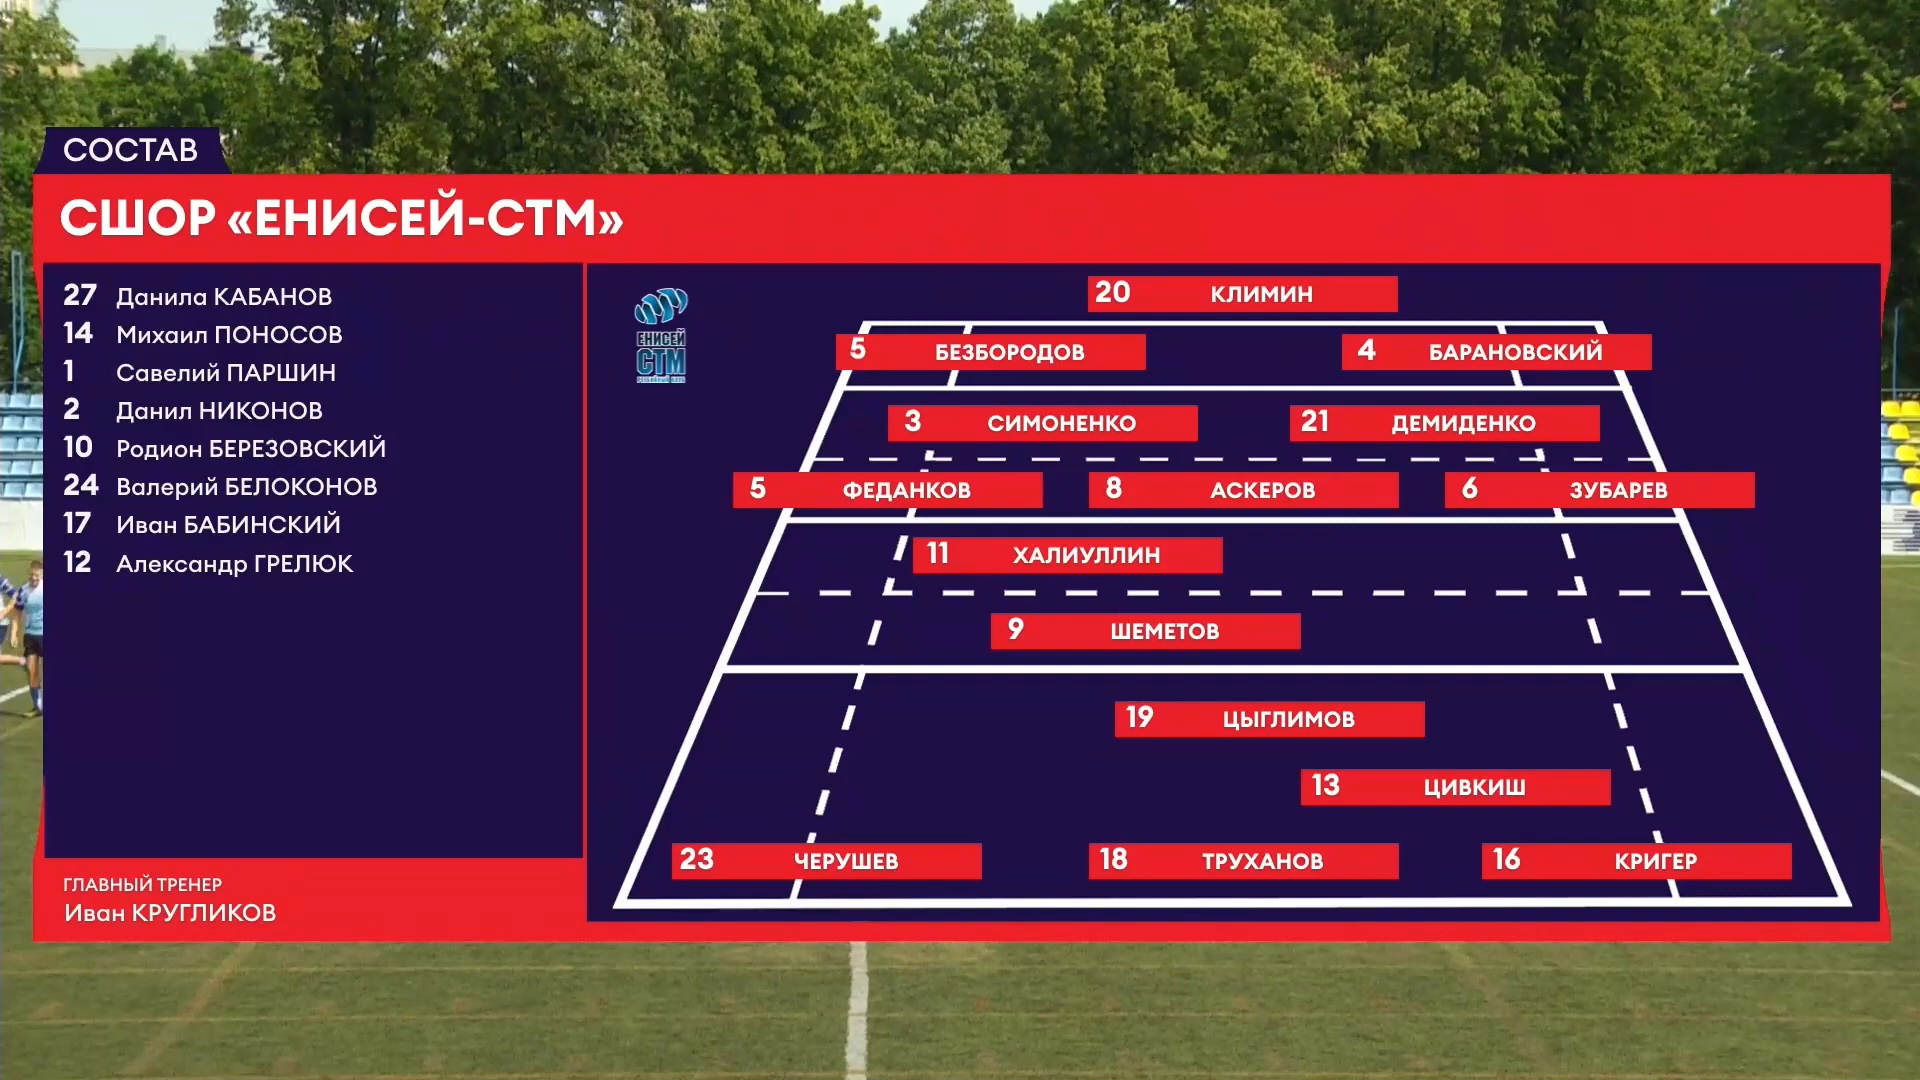 СОСТАВ
СШОР «ЕНИСЕЙ-СТМ»
27 Данила КАБАНОВ
14 Михаил ПОНОСОВ
1 Савелий ПАРШИН
2 Данил НИКОНОВ
10 Родион БЕРЕЗОВСКИЙ
24 Валерий БЕЛОКОНОВ
17 Иван БАБИНСКИЙ
12 Александр ГРЕЛЮК
ГЛАВНЫЙ ТРЕНЕР
Иван КРУГЛИКОВ
ЕНИСЕЙ
СТМ
20 КЛИМИН
5 БЕЗБОРОДОВ 4 БАРАНОВСКИЙ
3 СИМОНЕНКО 21 ДЕМИДЕНКО
5 ФЕДАНКОВ 8 АСКЕРОВ 6 ЗУБАРЕВ
11 ХАЛИУЛЛИН
9 ШЕМЕТОВ
19 ЦЫГЛИМОВ
13 ЦИВКИШ
23 ЧЕРУШЕВ 18 ТРУХАНОВ 16 КРИГЕР